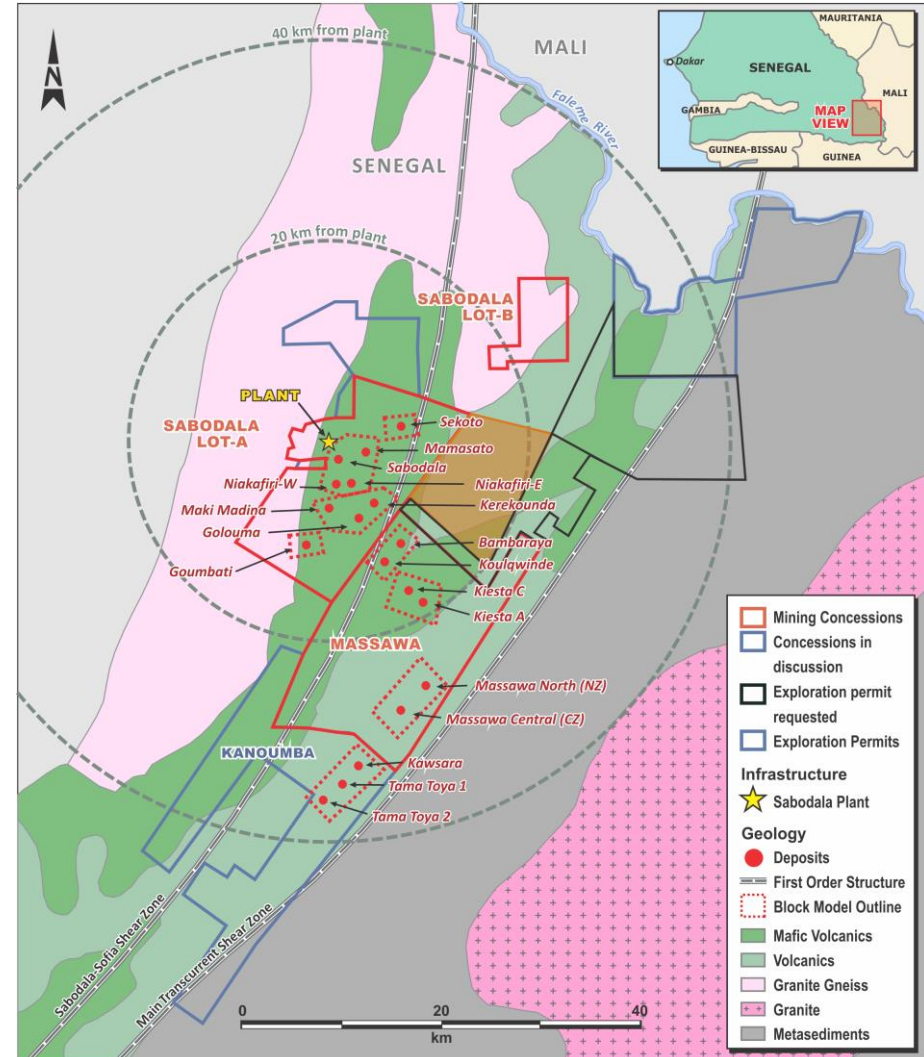 40 km from plant
MALI
N
Faleme River
SENEGAL
20 km from plant
MAURITANIA
Dakar
SENEGAL
MALI
GAMBIA
MAP
VIEW
GUINEA-BISSAU
GUINEA
SABODALA
LOT-B
PLANT
SABODALA
LOT-A
Sekoto
Mamasato
Sabodala
Niakafiri-W
Niakafiri-E
Maki Madina
Kerekounda
Golouma
Bambaraya
Goumbati
Koulqwinde
Kiesta C
Kiesta A
MASSAWA
Massawa North (NZ)
Massawa Central (CZ)
KANOUMBA
Kawsara
Tama Toya 1
Tama Toya 2
Sabodala-Sofia Shear Zone
Main Transcurrent Shear Zone
0 20 40
km
Mining Concessions
Concessions in
discussion
Exploration permit
requested
Exploration Permits
Infrastructure
Sabodala Plant
Geology
Deposits
First Order Structure
Block Model Outline
Mafic Volcanics
Volcanics
Granite Gneiss
Granite
Metasediments